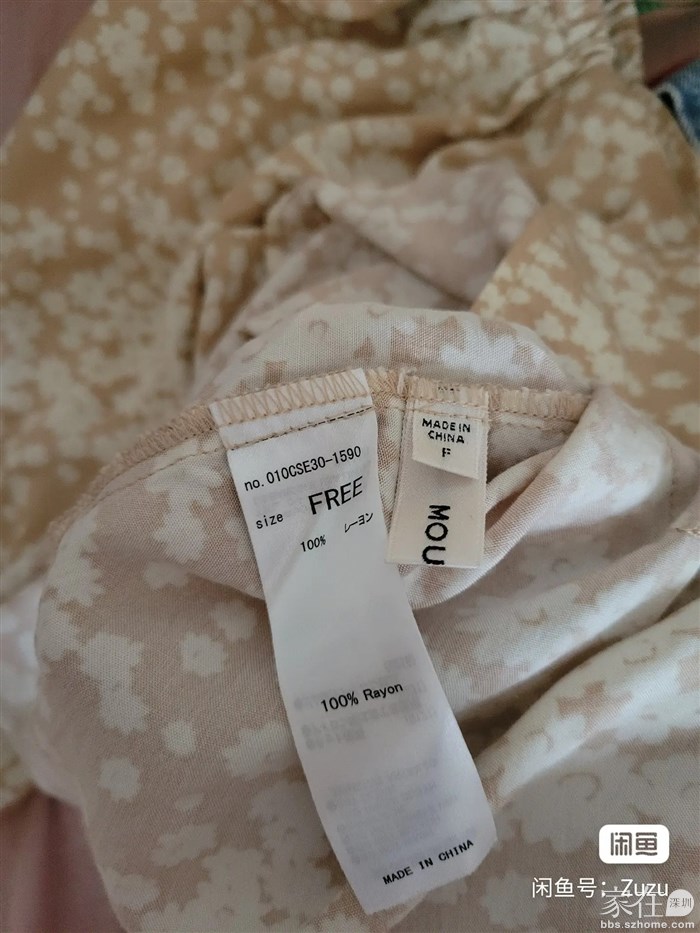 no.010CSE30-1590
size FREE
100% レーヨン
100% Rayon
MADE IN CHINA
MADE IN
CHINA
F
MOU
闲鱼
闲鱼号：Zuzu
家在深圳
bbs.szhome.com